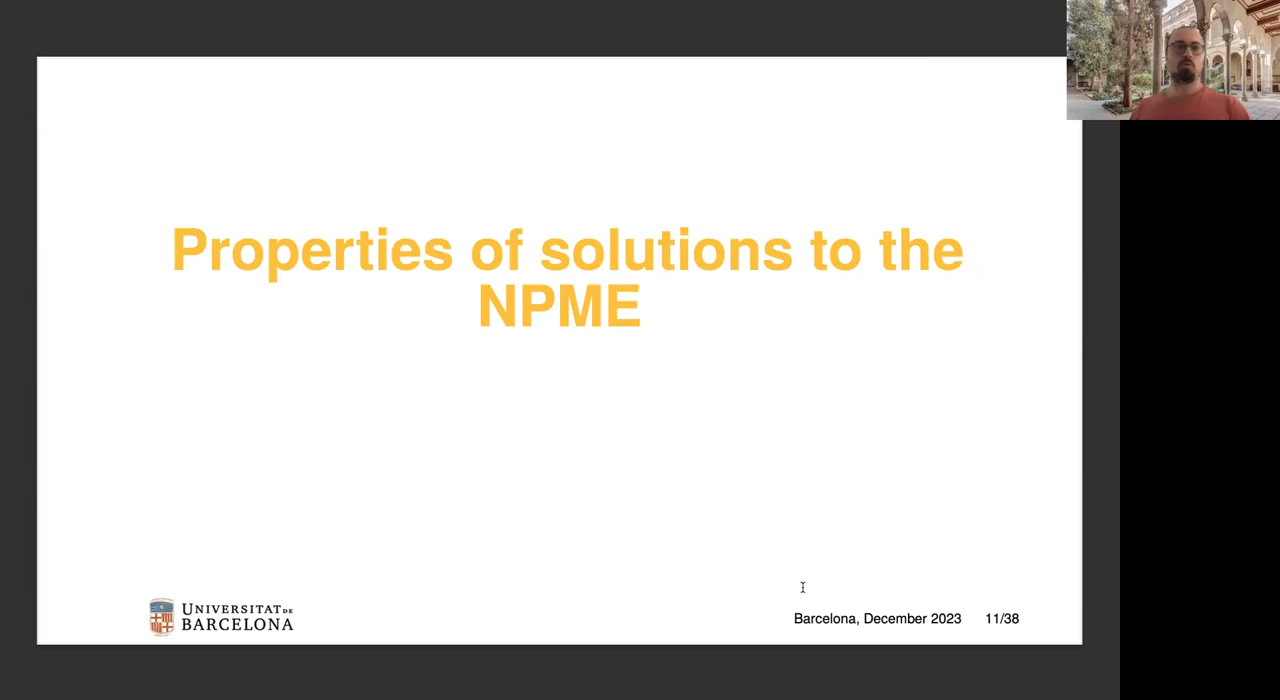 Properties of solutions to the
NPME
UNIVERSITAT DE
BARCELONA
Barcelona, December 2023 11/38